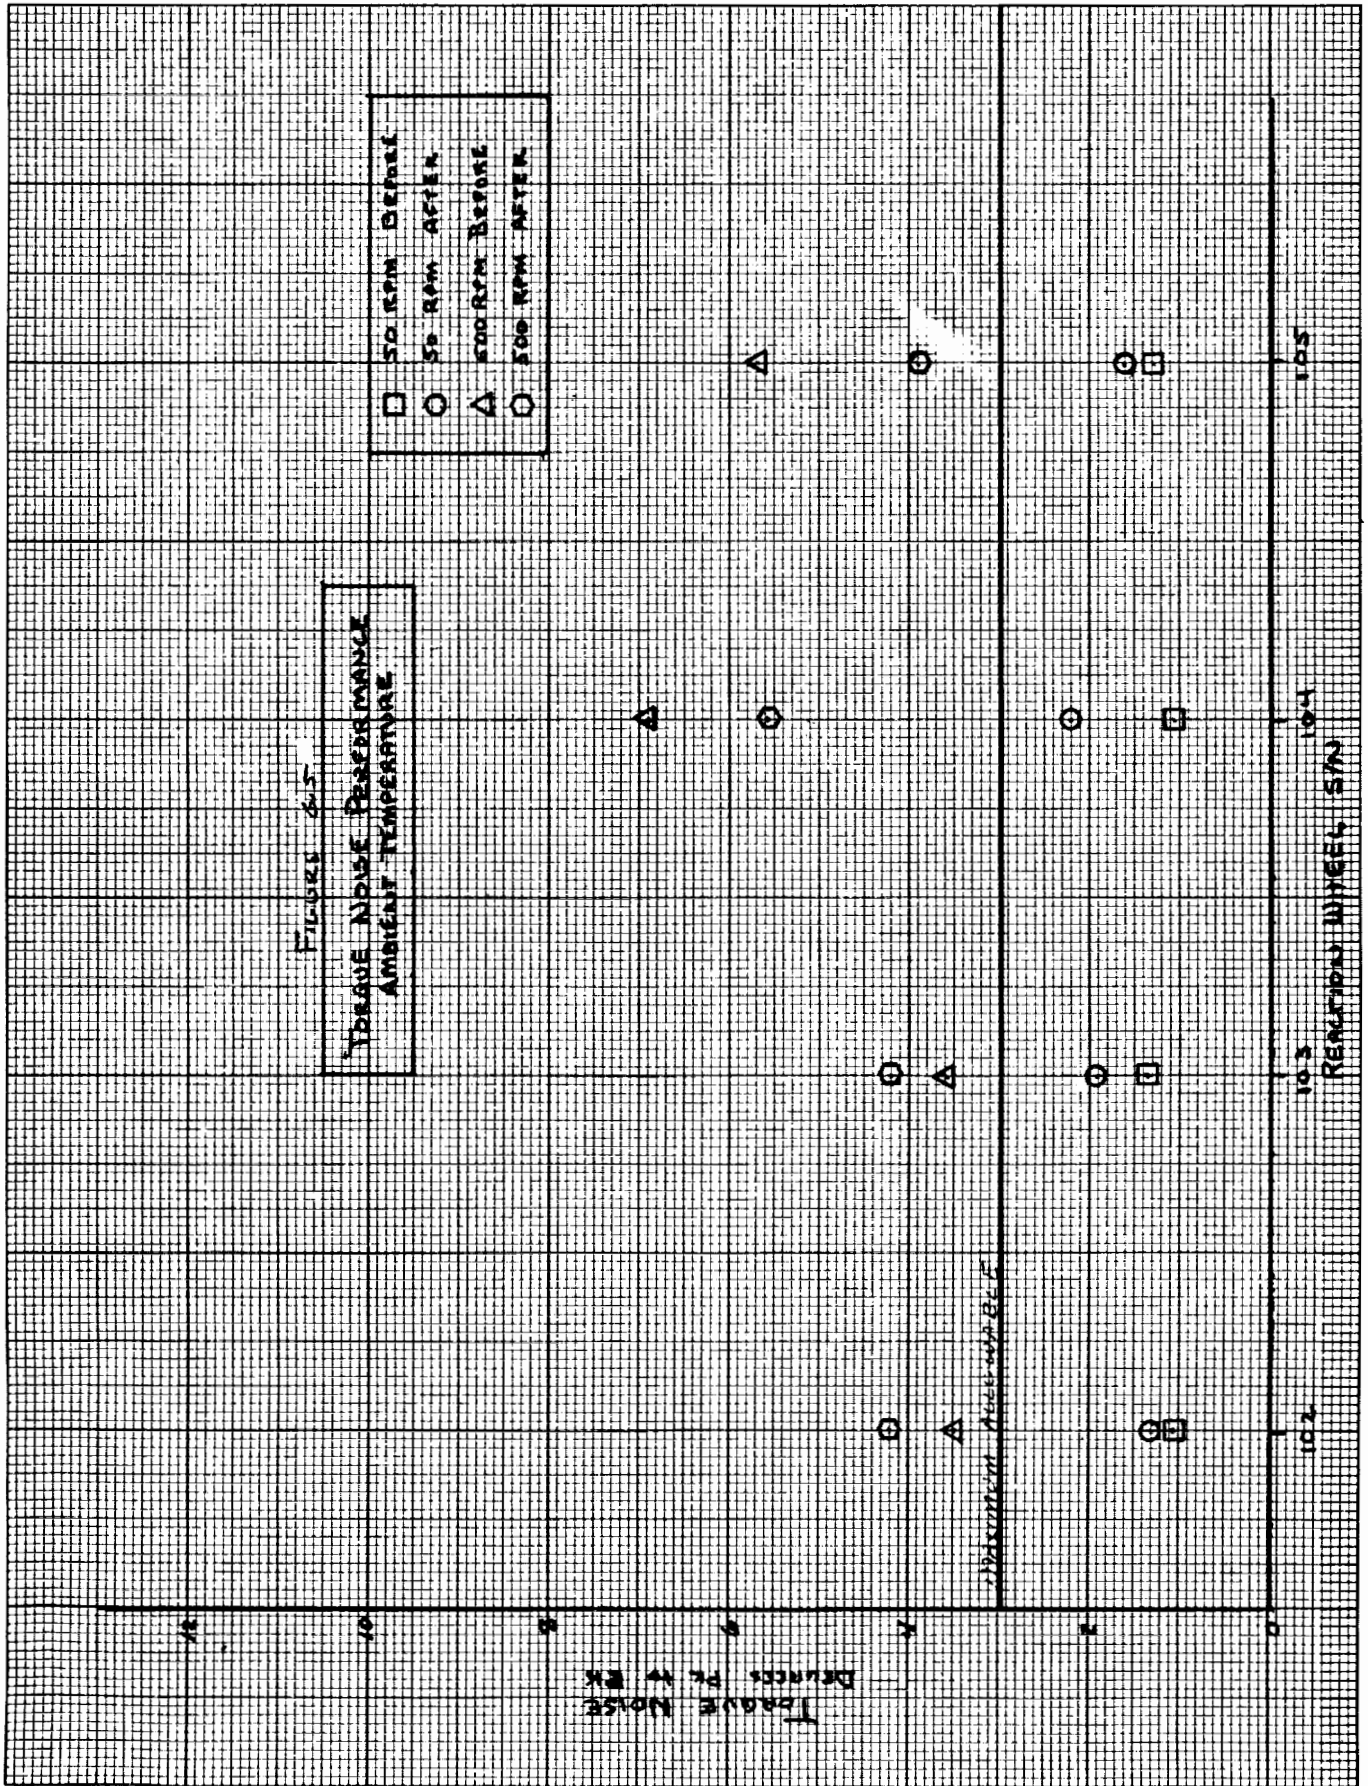 FIGURE 6.5
TORQUE NOISE PERFORMANCE
AMBIENT TEMPERATURE
50 RPM BEFORE
50 RPM AFTER
500 RPM BEFORE
500 RPM AFTER
TORQUE NOISE
DEGREES PK to PK
12
10
8
6
4
2
0
MAXIMUM ALLOWABLE
102
103
104
105
REACTION WHEEL S/N